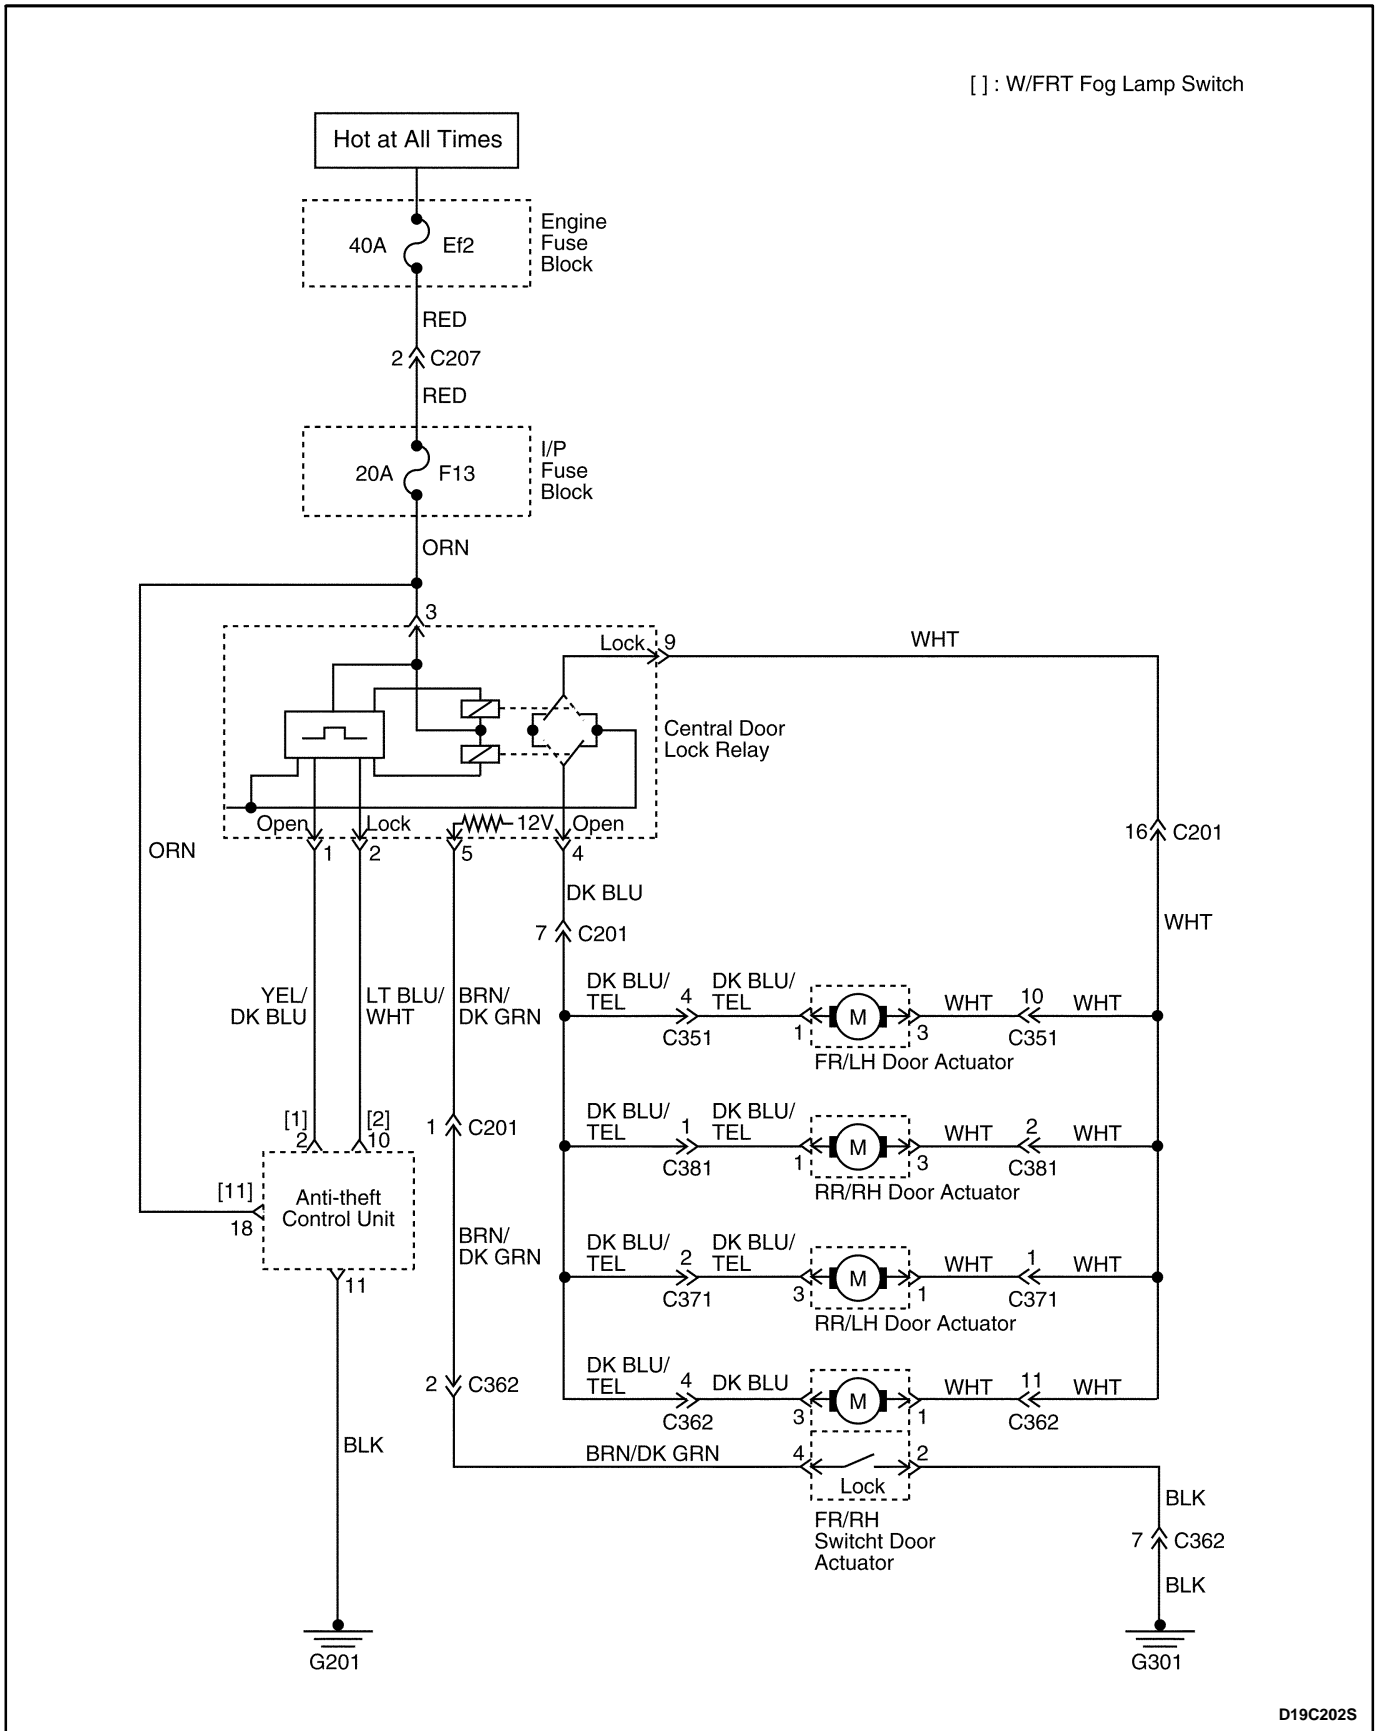 [ ] : W/FRT Fog Lamp Switch
Hot at All Times
40A
Ef2
Engine
Fuse
Block
RED
2
C207
RED
20A
F13
I/P
Fuse
Block
ORN
3
Lock
9
WHT
Central Door
Lock Relay
Open
Lock
12V
Open
1
2
5
4
ORN
16
C201
DK BLU
7
C201
WHT
YEL/
DK BLU
LT BLU/
WHT
BRN/
DK GRN
DK BLU/
TEL
4
C351
DK BLU/
TEL
1
M
3
WHT
10
C351
WHT
FR/LH Door Actuator
[1]
2
[2]
10
1
C201
DK BLU/
TEL
1
C381
DK BLU/
TEL
1
M
3
WHT
2
C381
WHT
RR/RH Door Actuator
[11]
18
Anti-theft
Control Unit
11
BRN/
DK GRN
DK BLU/
TEL
2
C371
DK BLU/
TEL
3
M
1
WHT
1
C371
WHT
RR/LH Door Actuator
2
C362
DK BLU/
TEL
4
C362
DK BLU
3
M
1
WHT
11
C362
WHT
BLK
BRN/DK GRN
4
Lock
2
FR/RH
Switcht Door
Actuator
BLK
7
C362
BLK
G201
G301
D19C202S